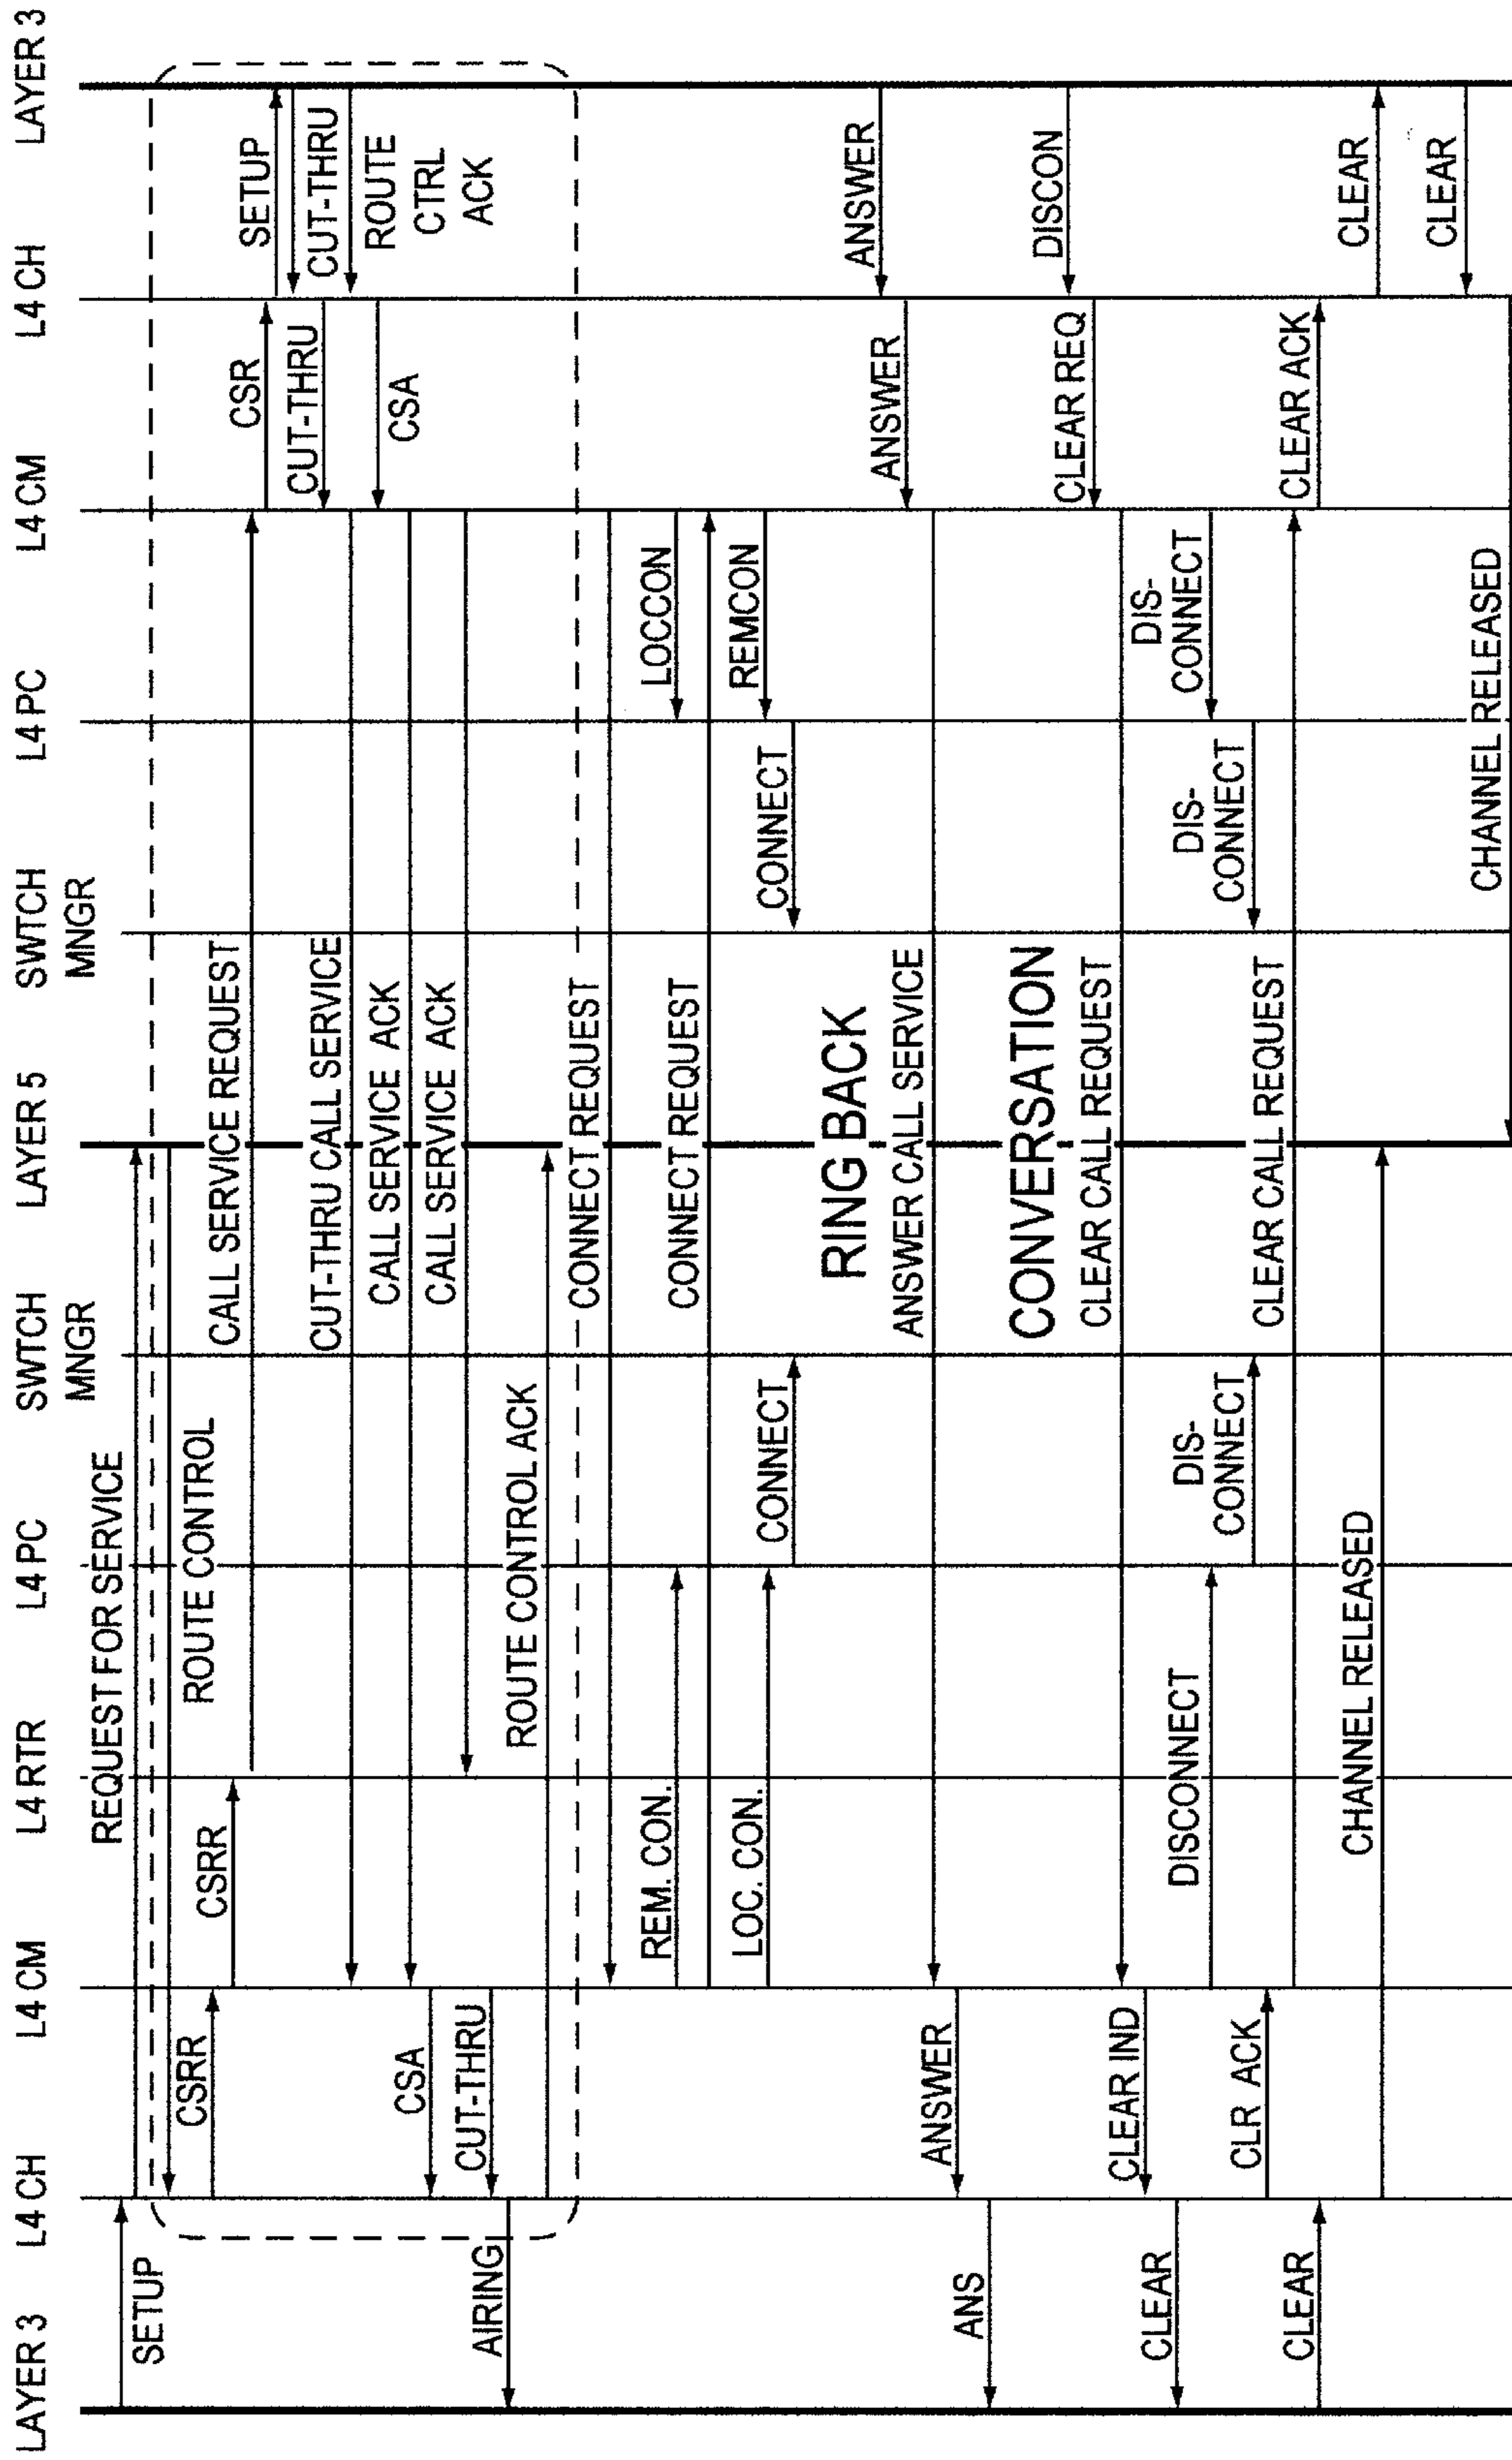 LAYER 3
L4 CH
L4 CM
L4 RTR
L4 PC
SWTCH
MNGR
LAYER 5
SWTCH
MNGR
L4 PC
L4 CM
L4 CH
LAYER 3
SETUP
REQUEST FOR SERVICE
ROUTE CONTROL
CSRR
CSRR
CALL SERVICE REQUEST
CSR
SETUP
CUT-THRU
CUT-THRU
ROUTE
CTRL
ACK
CUT-THRU CALL SERVICE
CSA
CALL SERVICE ACK
CSA
CALL SERVICE ACK
CUT-THRU
AIRING
ROUTE CONTROL ACK
CONNECT REQUEST
REM. CON.
LOCCON
CONNECT REQUEST
LOC. CON.
REMCON
CONNECT
CONNECT
RING BACK
ANSWER
ANSWER
ANSWER CALL SERVICE
ANSWER
ANS
CONVERSATION
DISCON
CLEAR REQ
CLEAR CALL REQUEST
CLEAR IND
CLEAR
DISCONNECT
DIS-
CONNECT
DIS-
CONNECT
DIS-
CONNECT
CLR ACK
CLEAR CALL REQUEST
CLEAR ACK
CLEAR
CLEAR
CHANNEL RELEASED
CLEAR
CHANNEL RELEASED